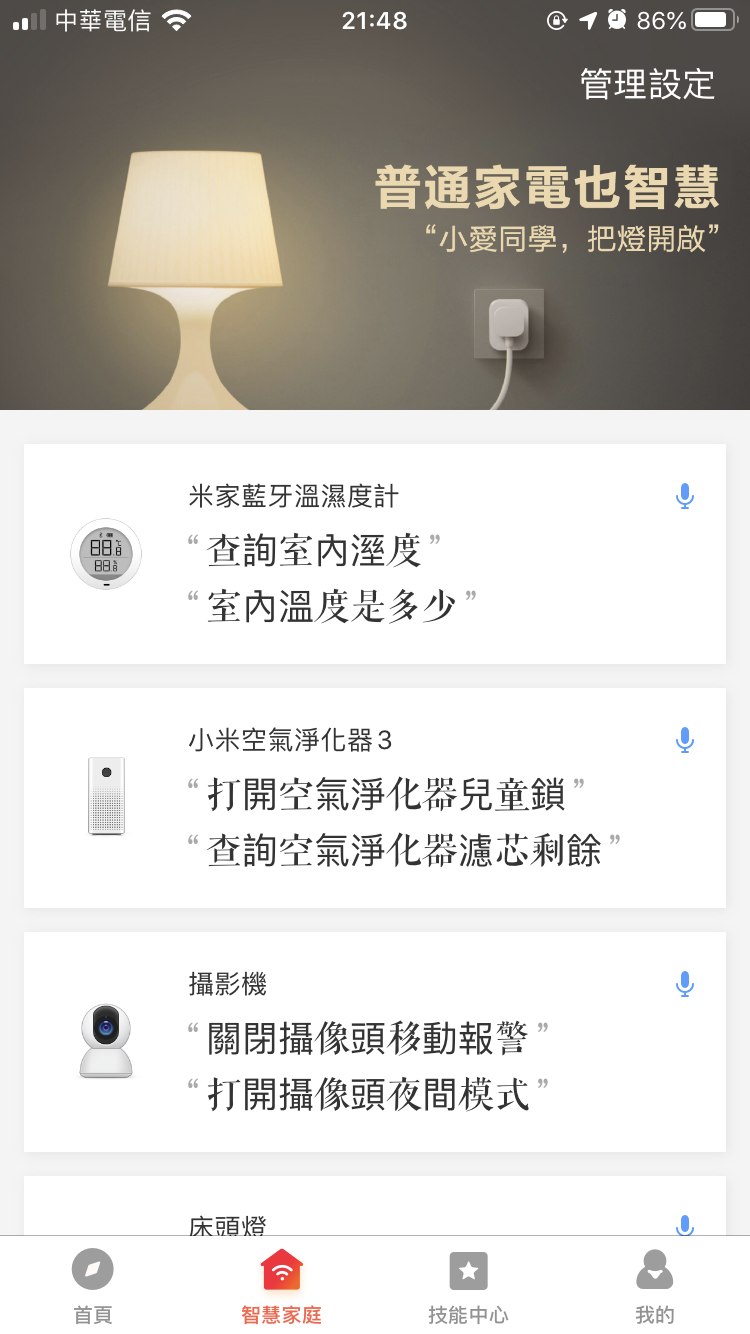 中華電信
21:48
86%
管理設定
普通家電也智慧
“小愛同學，把燈開啟”
米家藍牙溫濕度計
“查詢室內溼度”
“室內溫度是多少”
小米空氣淨化器3
“打開空氣淨化器兒童鎖”
“查詢空氣淨化器濾芯剩餘”
攝影機
“關閉攝像頭移動報警”
“打開攝像頭夜間模式”
床頭燈
首頁
智慧家庭
技能中心
我的